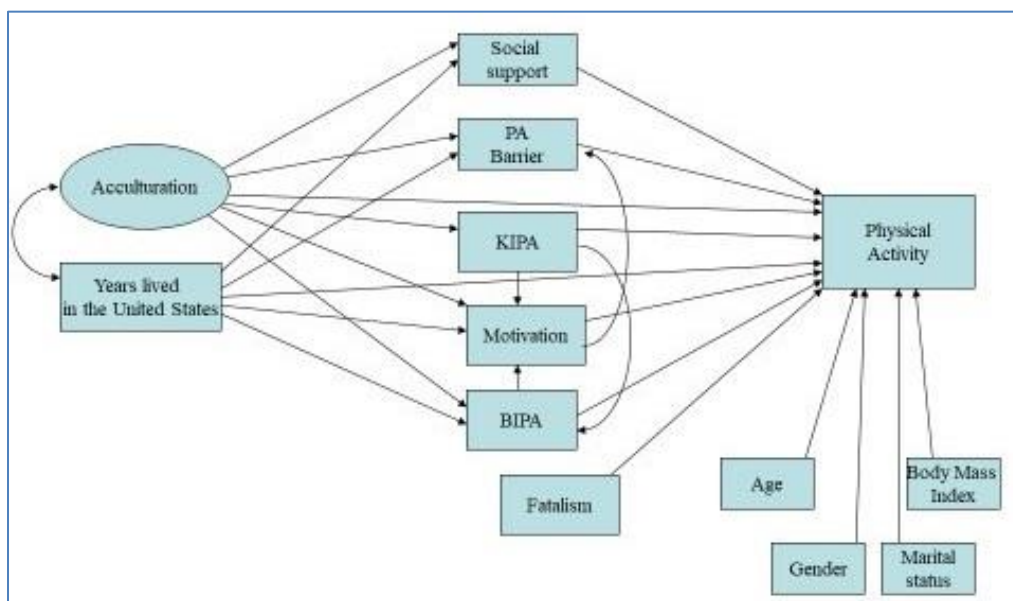 Social
support
PA
Barrier
Acculturation
KIPA
Physical
Activity
Years lived
in the United States
Motivation
BIPA
Fatalism
Age
Body Mass
Index
Gender
Marital
status